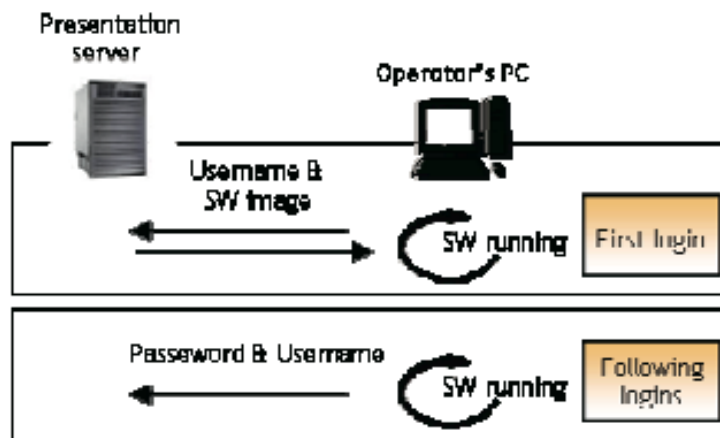 Presentation
server
Operator's PC
Username &
SW image
SW running
First login
Password & Username
SW running
Following
logins